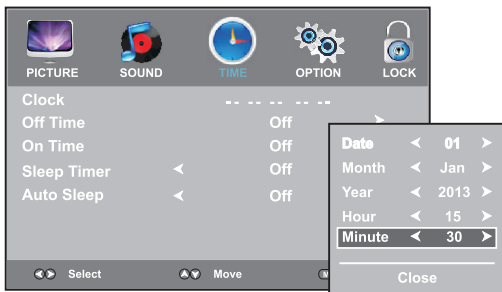 PICTURE SOUND TIME OPTION LOCK
Clock -- -- -- -- --
Off Time Off
On Time Off
Sleep Timer Off
Auto Sleep Off
Select Move M
Date 01
Month Jan
Year 2013
Hour 15
Minute 30
Close